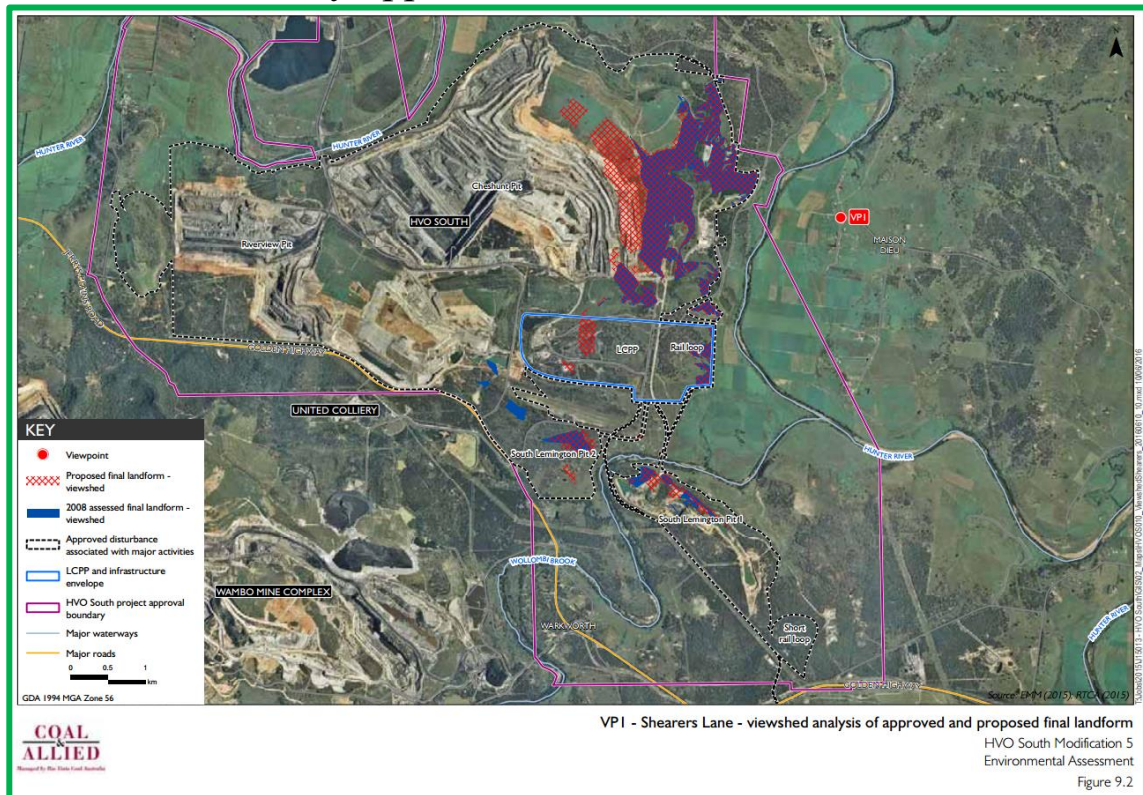 HUNTER RIVER
HUNTER RIVER
Cheshunt Pit
HVO SOUTH
Riverview Pit
VP1
MAISON
DIEU
GOLDEN HIGHWAY
LCPP
Rail loop
UNITED COLLIERY
South Lemington Pit 2
HUNTER RIVER
South Lemington Pit 1
WOLLOMBI BROOK
WAMBO MINE COMPLEX
WARKWORTH
Short
rail loop
GOLDEN HIGHWAY
HUNTER RIVER
KEY
Viewpoint
Proposed final landform -
viewshed
2008 assessed final landform -
viewshed
Approved disturbance
associated with major activities
LCPP and infrastructure
envelope
HVO South project approval
boundary
Major waterways
Major roads
0 0.5 1
km
GDA 1994 MGA Zone 56
Source: EMM (2015); RTCA (2015)
COAL
&
ALLIED
VP1 - Shearers Lane - viewshed analysis of approved and proposed final landform
HVO South Modification 5
Environmental Assessment
Figure 9.2